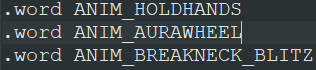 .word ANIM_HOLDHANDS
.word ANIM_AURAWHEEL
.word ANIM_BREAKNECK_BLITZ